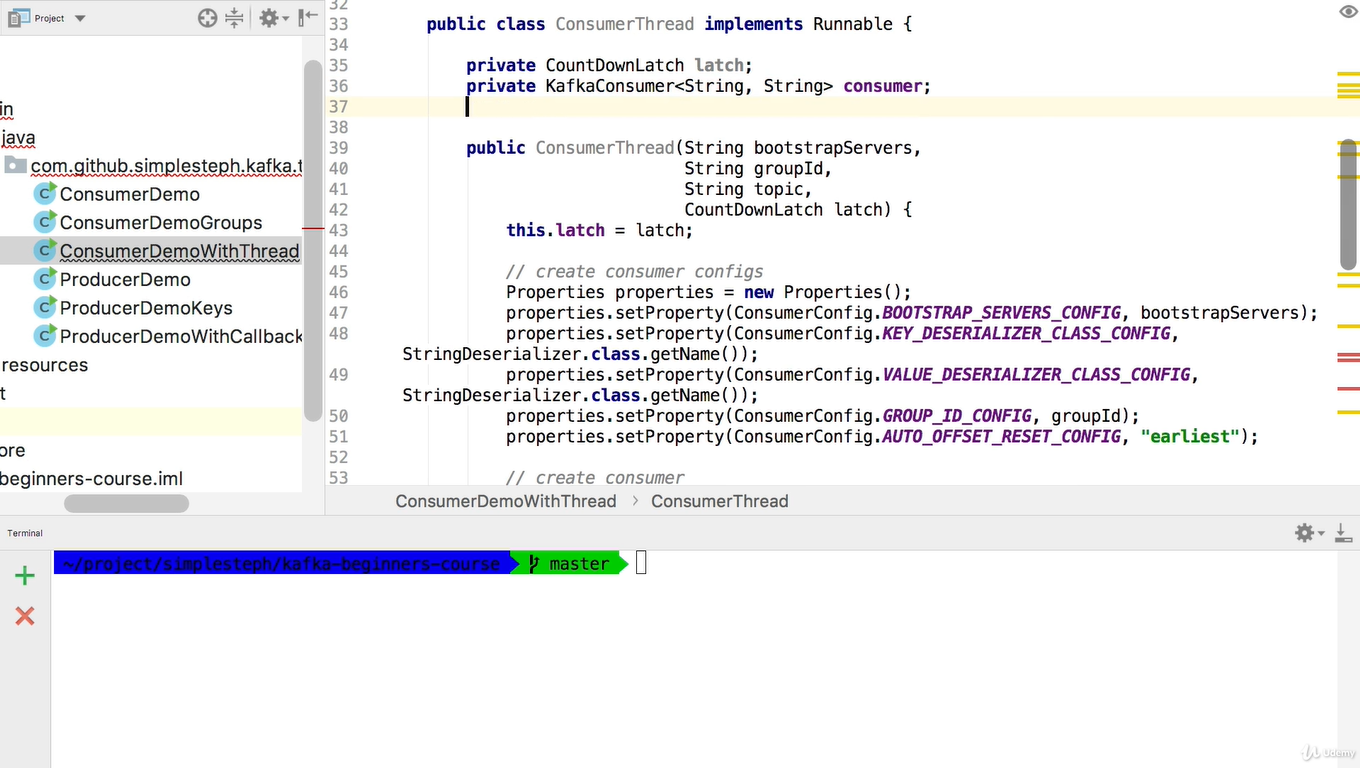 Project
in
java
com.github.simplesteph.kafka.t
C ConsumerDemo
C ConsumerDemoGroups
C ConsumerDemoWithThread
C ProducerDemo
C ProducerDemoKeys
C ProducerDemoWithCallback
resources
t
ore
beginners-course.iml
32
33 public class ConsumerThread implements Runnable {
34
35 private CountDownLatch latch;
36 private KafkaConsumer<String, String> consumer;
37
38
39 public ConsumerThread(String bootstrapServers,
40 String groupId,
41 String topic,
42 CountDownLatch latch) {
43 this.latch = latch;
44
45 // create consumer configs
46 Properties properties = new Properties();
47 properties.setProperty(ConsumerConfig.BOOTSTRAP_SERVERS_CONFIG, bootstrapServers);
48 properties.setProperty(ConsumerConfig.KEY_DESERIALIZER_CLASS_CONFIG,
StringDeserializer.class.getName());
49 properties.setProperty(ConsumerConfig.VALUE_DESERIALIZER_CLASS_CONFIG,
StringDeserializer.class.getName());
50 properties.setProperty(ConsumerConfig.GROUP_ID_CONFIG, groupId);
51 properties.setProperty(ConsumerConfig.AUTO_OFFSET_RESET_CONFIG, "earliest");
52
53 // create consumer
ConsumerDemoWithThread > ConsumerThread
Terminal
~/project/simplesteph/kafka-beginners-course master
Udemy